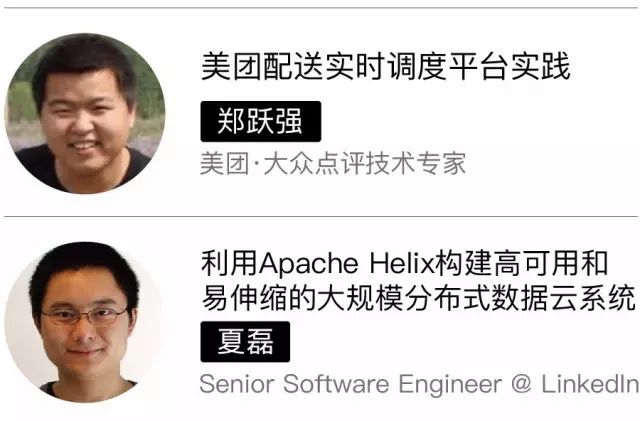 美团配送实时调度平台实践
郑跃强
美团·大众点评技术专家
利用Apache Helix构建高可用和
易伸缩的大规模分布式数据云系统
夏磊
Senior Software Engineer @ LinkedIn